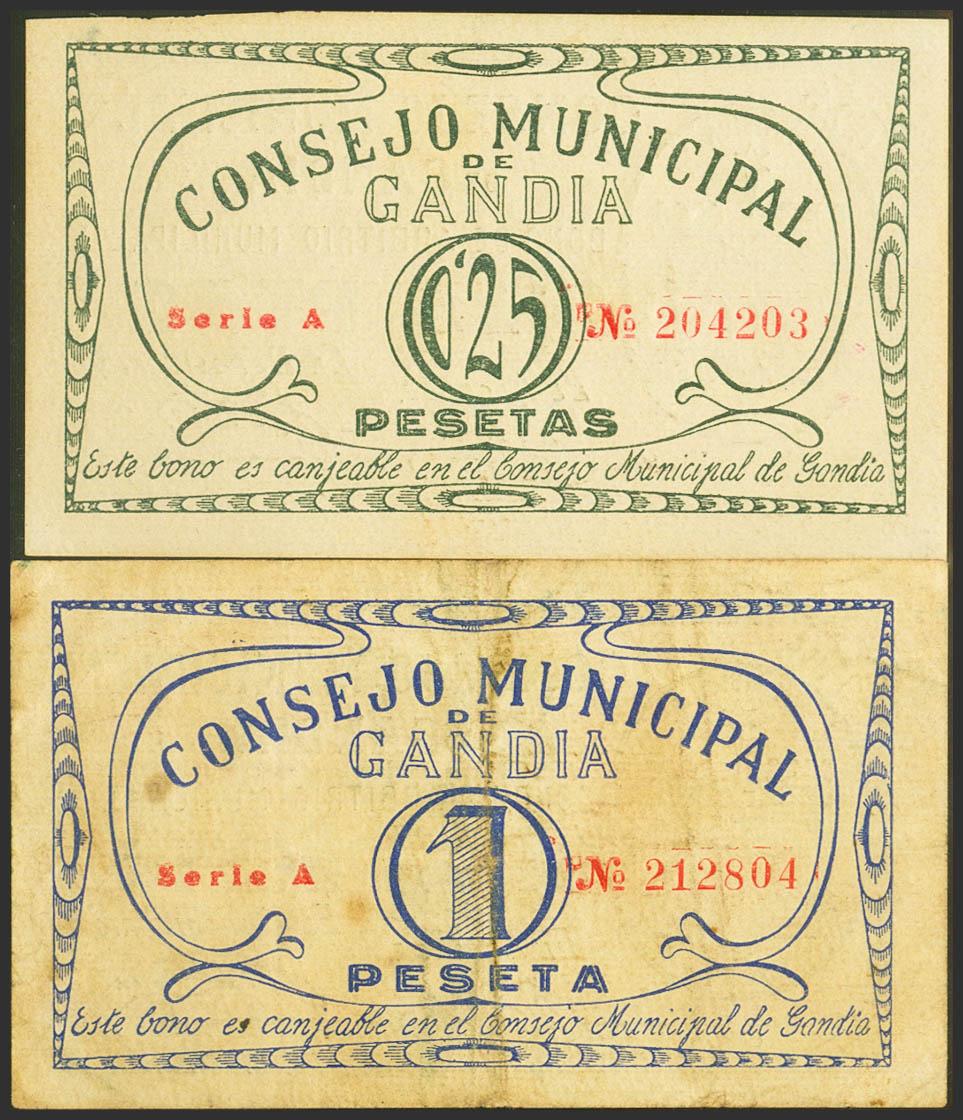 CONSEJO MUNICIPAL
DE
GANDIA
0'25
Serie A
Nº 204203
PESETAS
Este bono es canjeable en el Consejo Municipal de Gandia
CONSEJO MUNICIPAL
DE
GANDIA
1
Serie A
Nº 212804
PESETA
Este bono es canjeable en el Consejo Municipal de Gandia